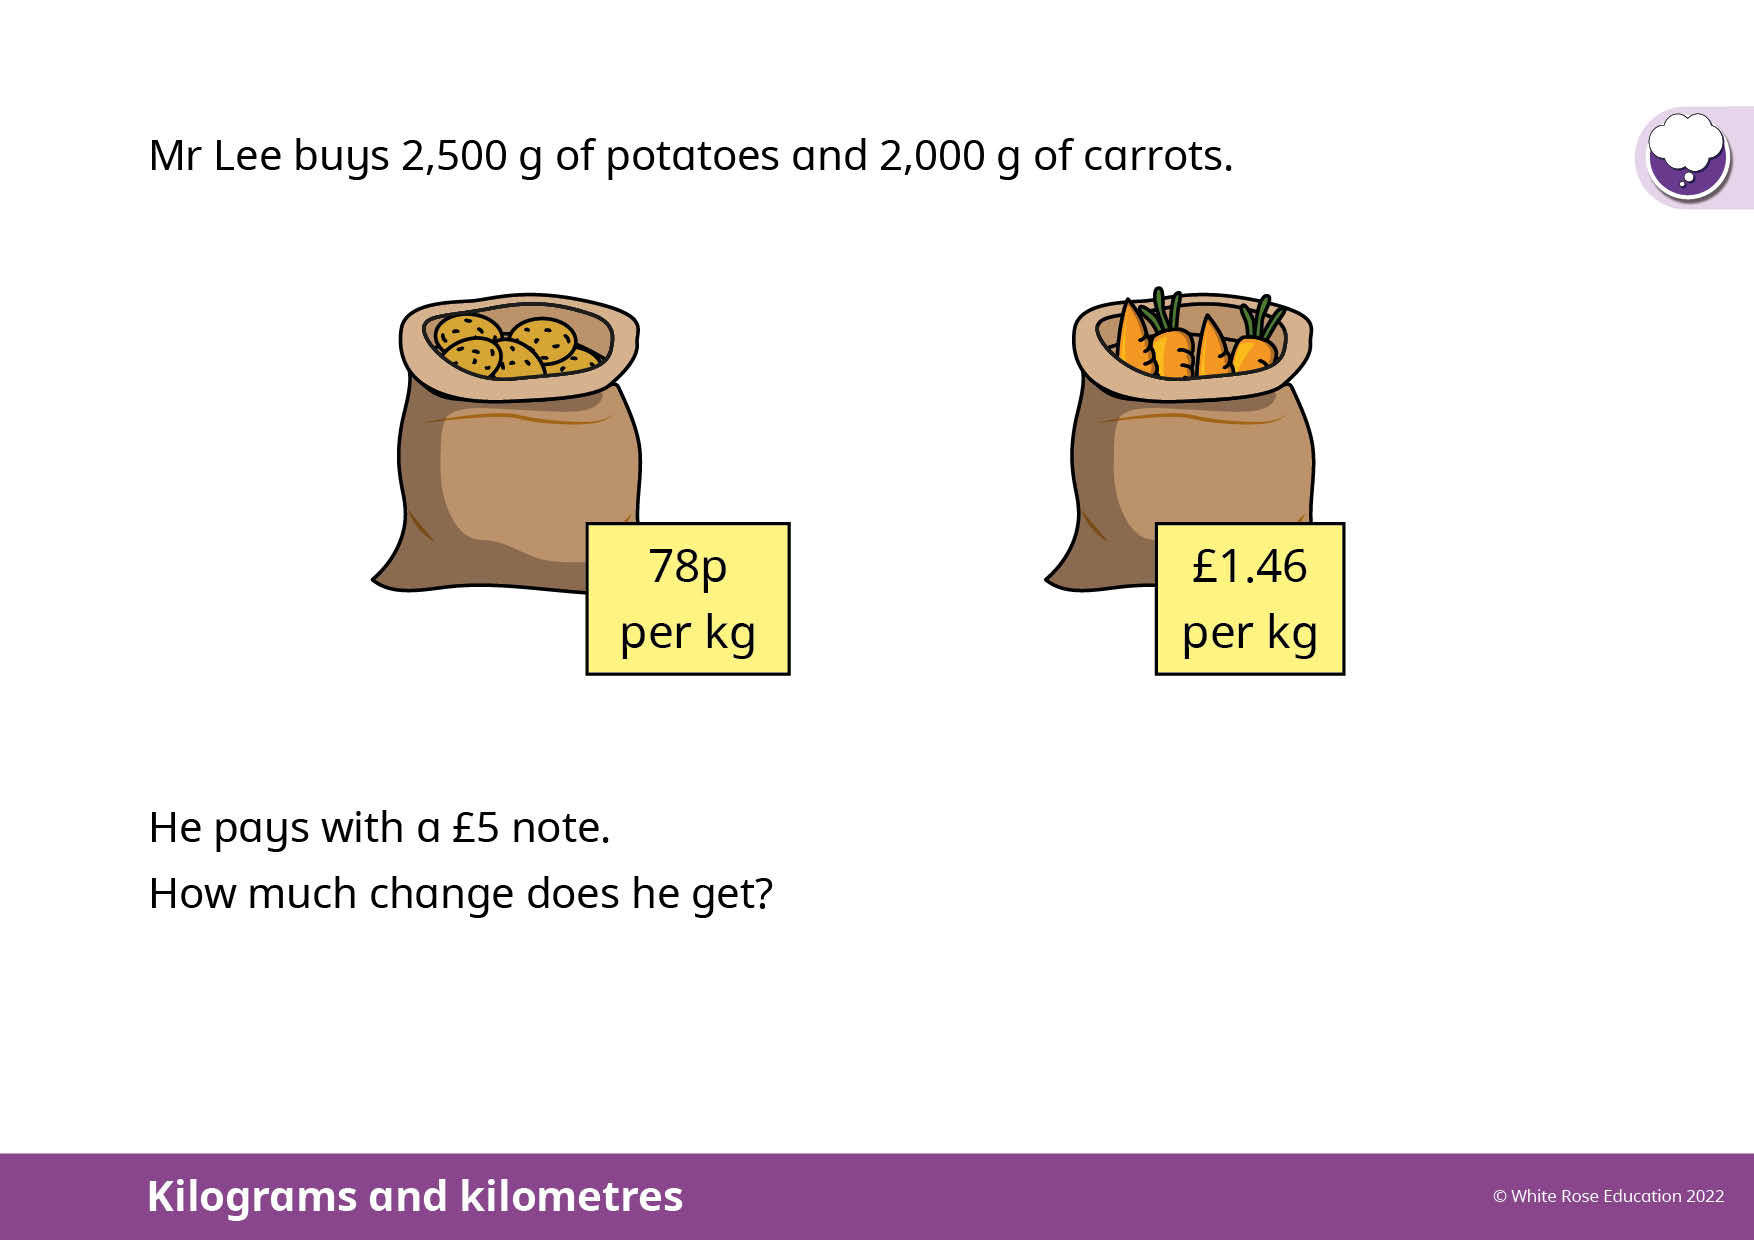 Mr Lee buys 2,500 g of potatoes and 2,000 g of carrots.
78p
per kg
£1.46
per kg
He pays with a £5 note.
How much change does he get?
Kilograms and kilometres
© White Rose Education 2022